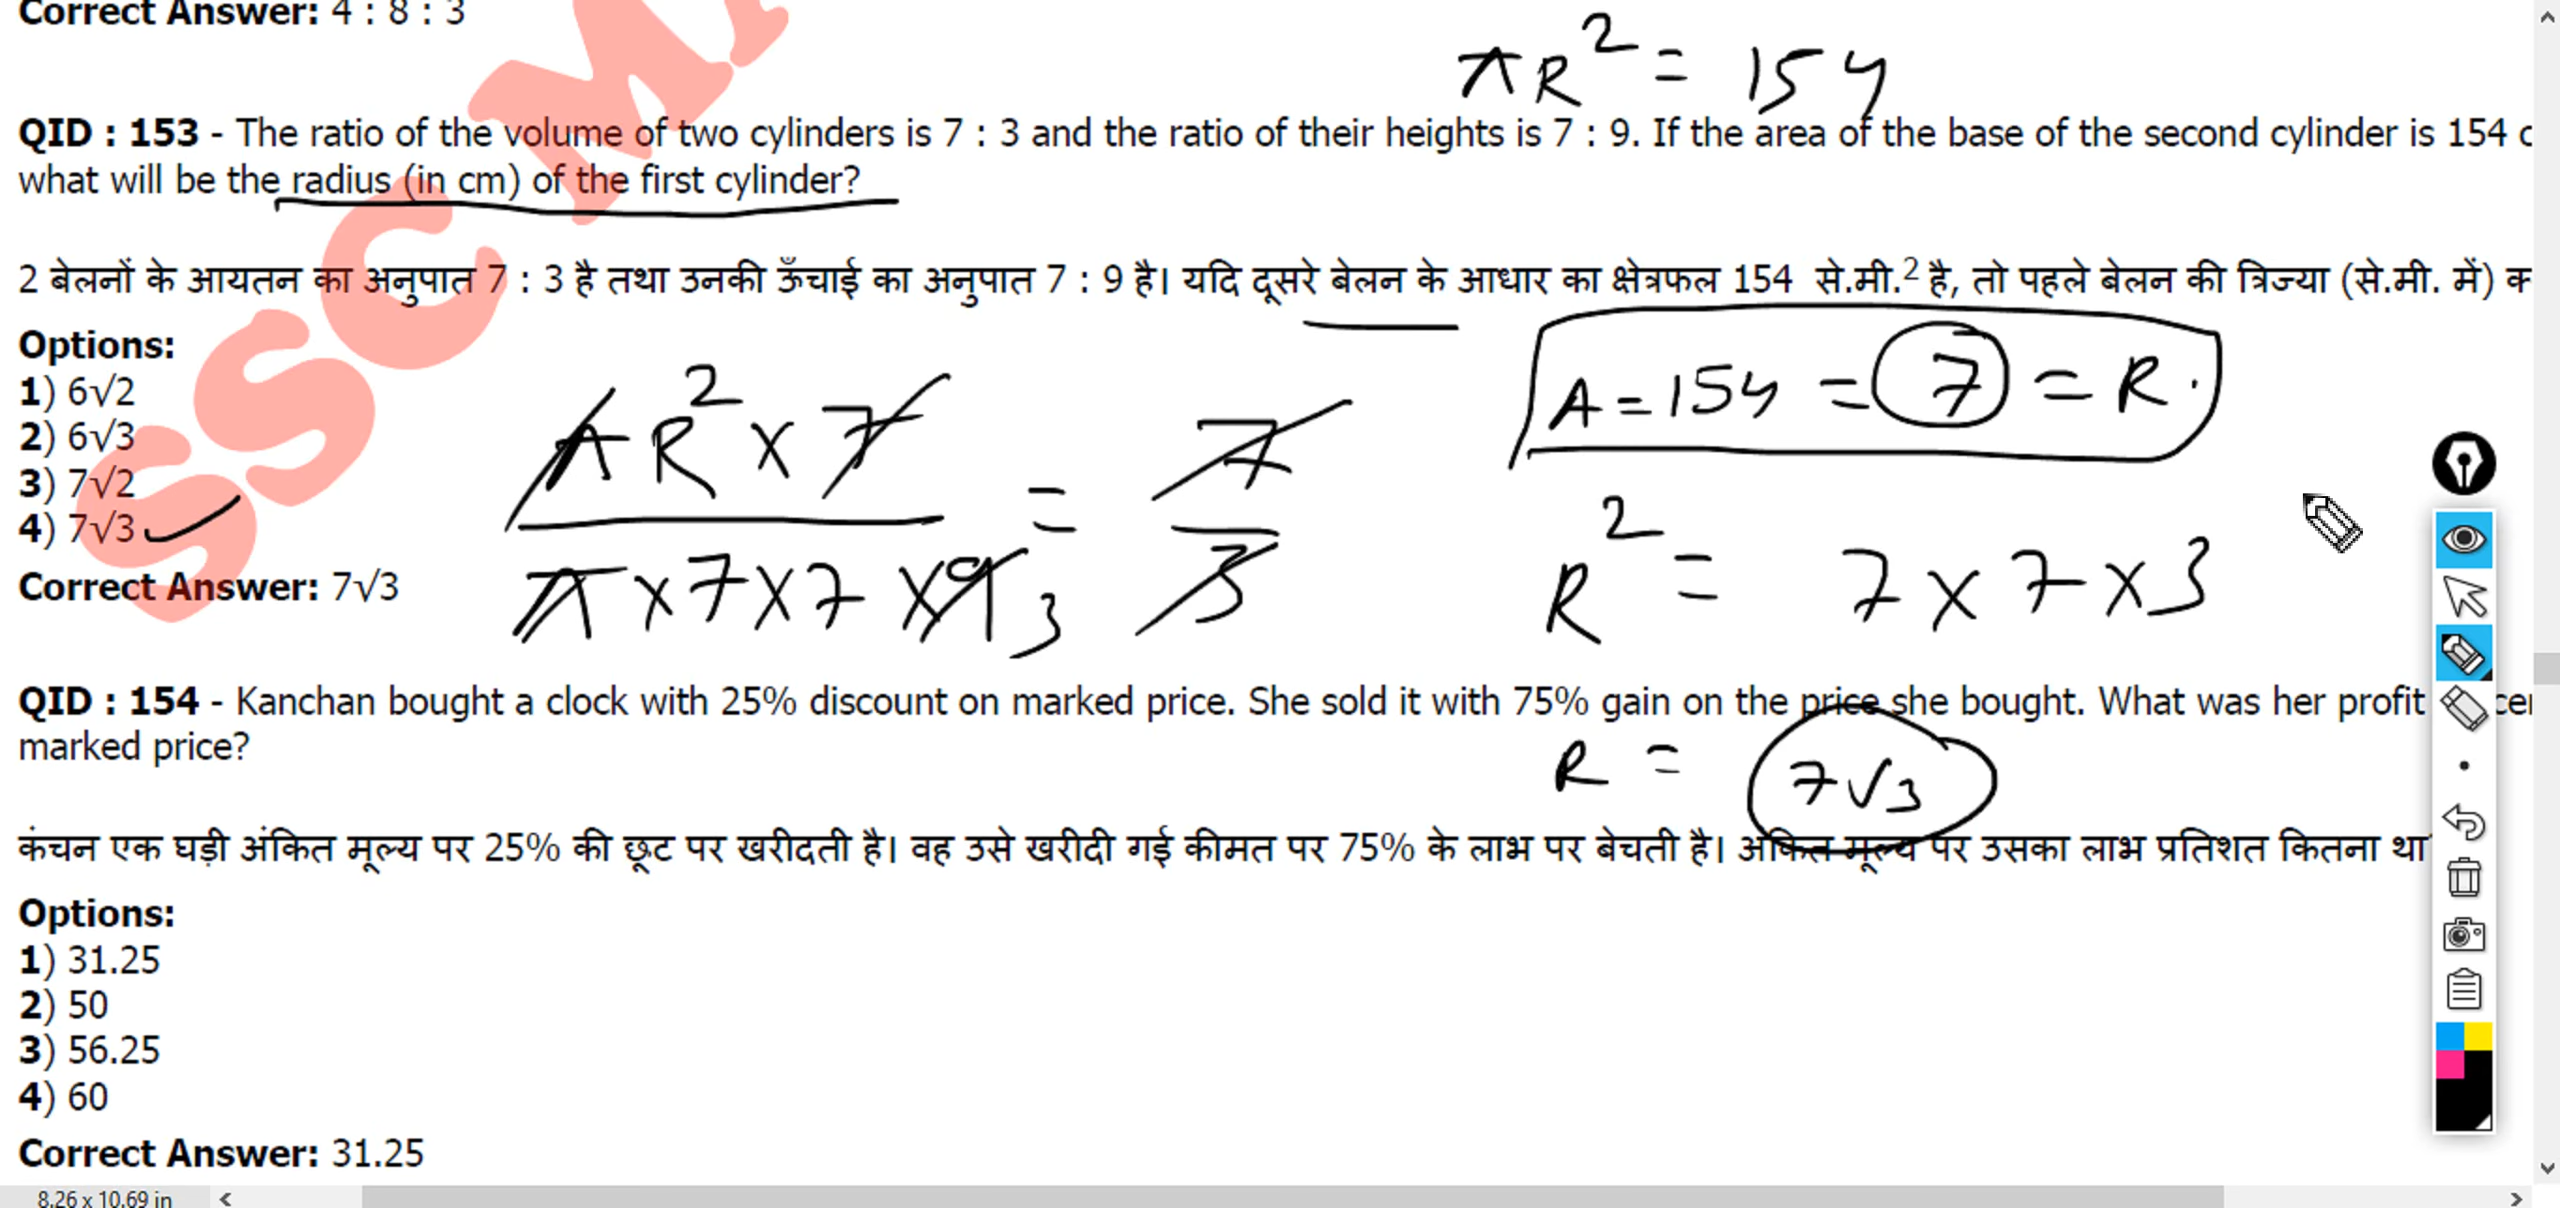 Correct Answer: 4 : 8 : 3
πR² = 154
QID : 153 - The ratio of the volume of two cylinders is 7 : 3 and the ratio of their heights is 7 : 9. If the area of the base of the second cylinder is 154 c
what will be the radius (in cm) of the first cylinder?
2 बेलनों के आयतन का अनुपात 7 : 3 है तथा उनकी ऊँचाई का अनुपात 7 : 9 है। यदि दूसरे बेलन के आधार का क्षेत्रफल 154 से.मी.² है, तो पहले बेलन की त्रिज्या (से.मी. में) क
Options:
1) 6√2
2) 6√3
3) 7√2
4) 7√3
Correct Answer: 7√3
πR² × 7
π × 7 × 7 × 9 3
=
7
3
A = 154 = 7 = R.
R² = 7 × 7 × 3
QID : 154 - Kanchan bought a clock with 25% discount on marked price. She sold it with 75% gain on the price she bought. What was her profit cer
marked price?
R = 7√3
कंचन एक घड़ी अंकित मूल्य पर 25% की छूट पर खरीदती है। वह उसे खरीदी गई कीमत पर 75% के लाभ पर बेचती है। अंकित मूल्य पर उसका लाभ प्रतिशत कितना था
Options:
1) 31.25
2) 50
3) 56.25
4) 60
Correct Answer: 31.25
8.26 x 10.69 in
SSC